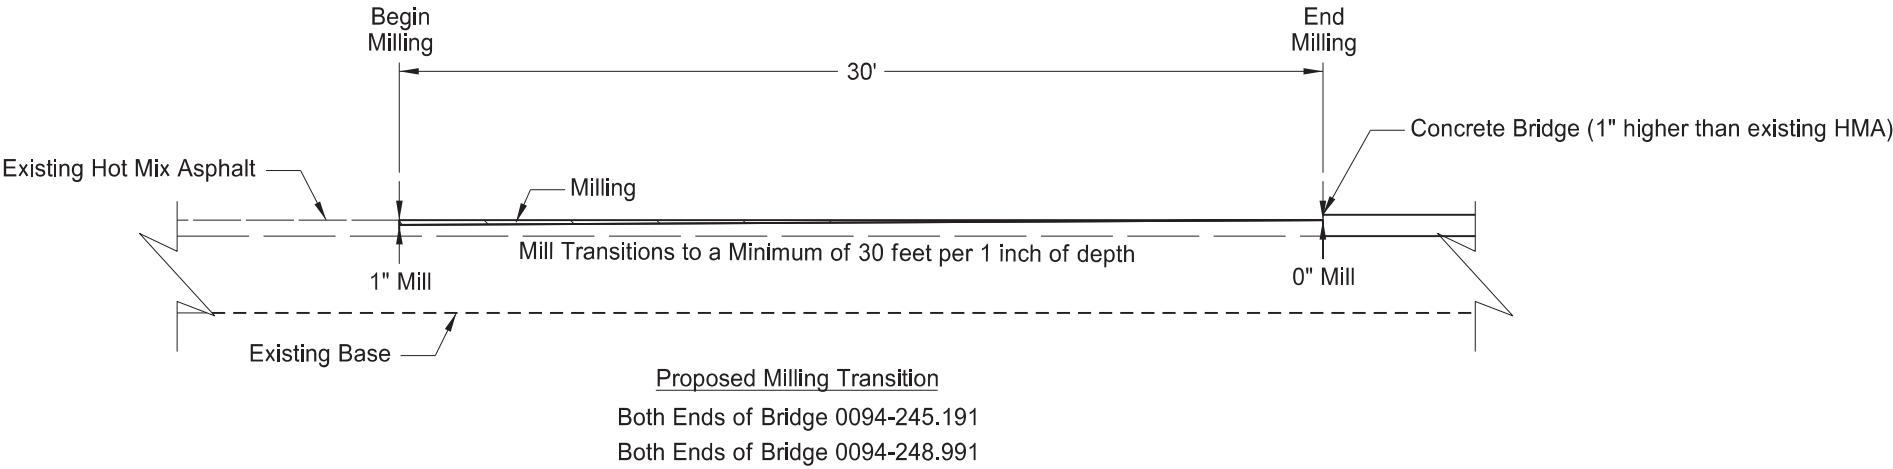 Begin
Milling
End
Milling
30'
Concrete Bridge (1" higher than existing HMA)
Existing Hot Mix Asphalt
Milling
Mill Transitions to a Minimum of 30 feet per 1 inch of depth
1" Mill
0" Mill
Existing Base
Proposed Milling Transition
Both Ends of Bridge 0094-245.191
Both Ends of Bridge 0094-248.991